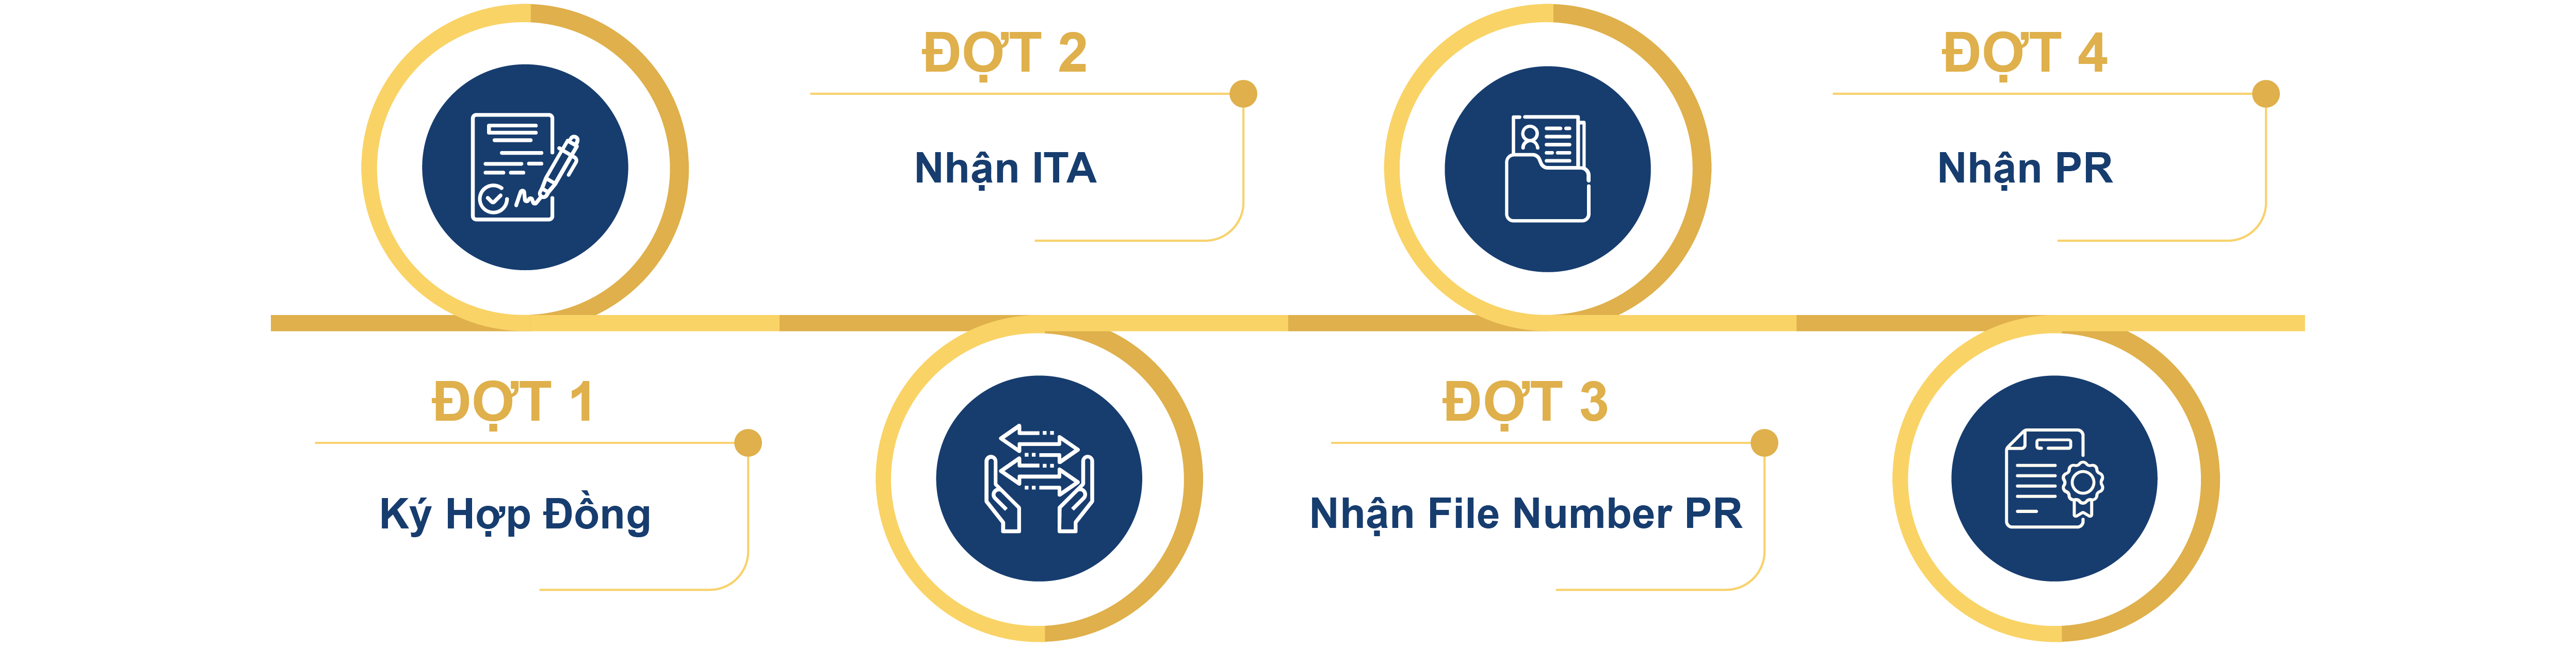 ĐỢT 1
Ký Hợp Đồng
ĐỢT 2
Nhận ITA
ĐỢT 3
Nhận File Number PR
ĐỢT 4
Nhận PR